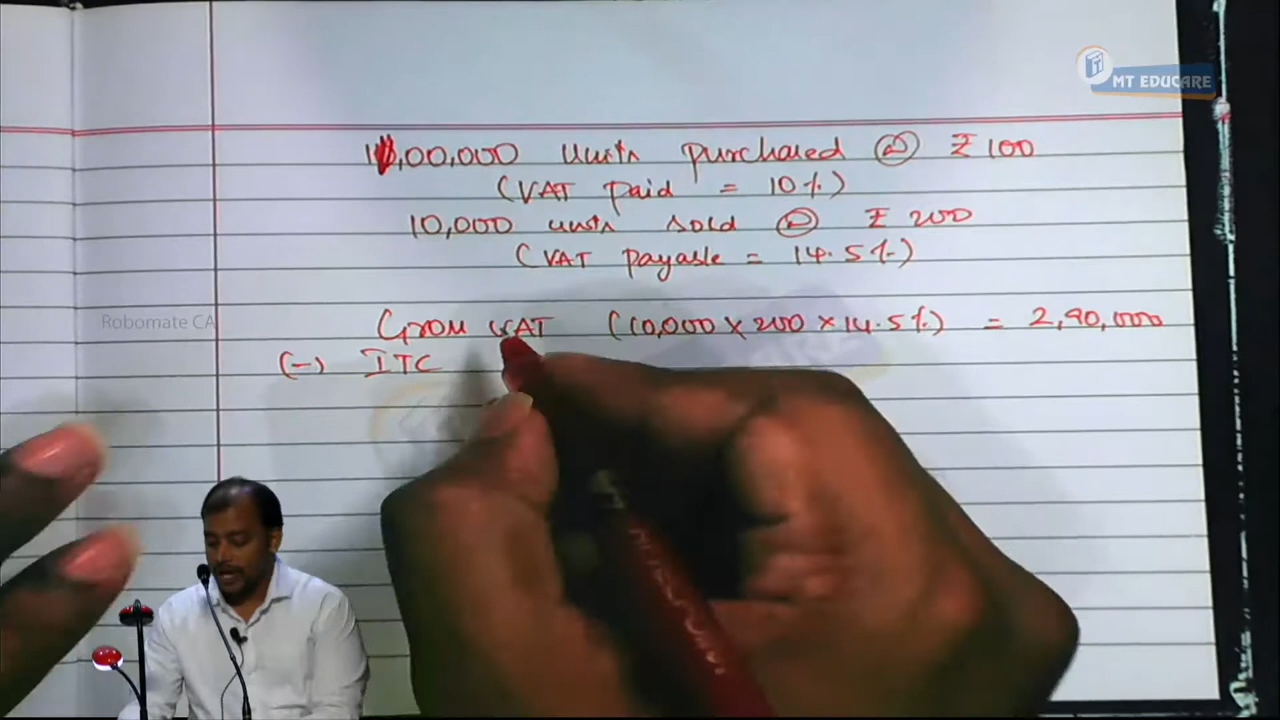 MT EDUCARE
1,00,000 units purchased @ ₹ 100
(VAT paid = 10%)
10,000 units sold @ ₹ 200
(VAT payable = 14.5%)
Robomate CA
Gross VAT (10,000 × 200 × 14.5%) = 2,90,000
(-) ITC